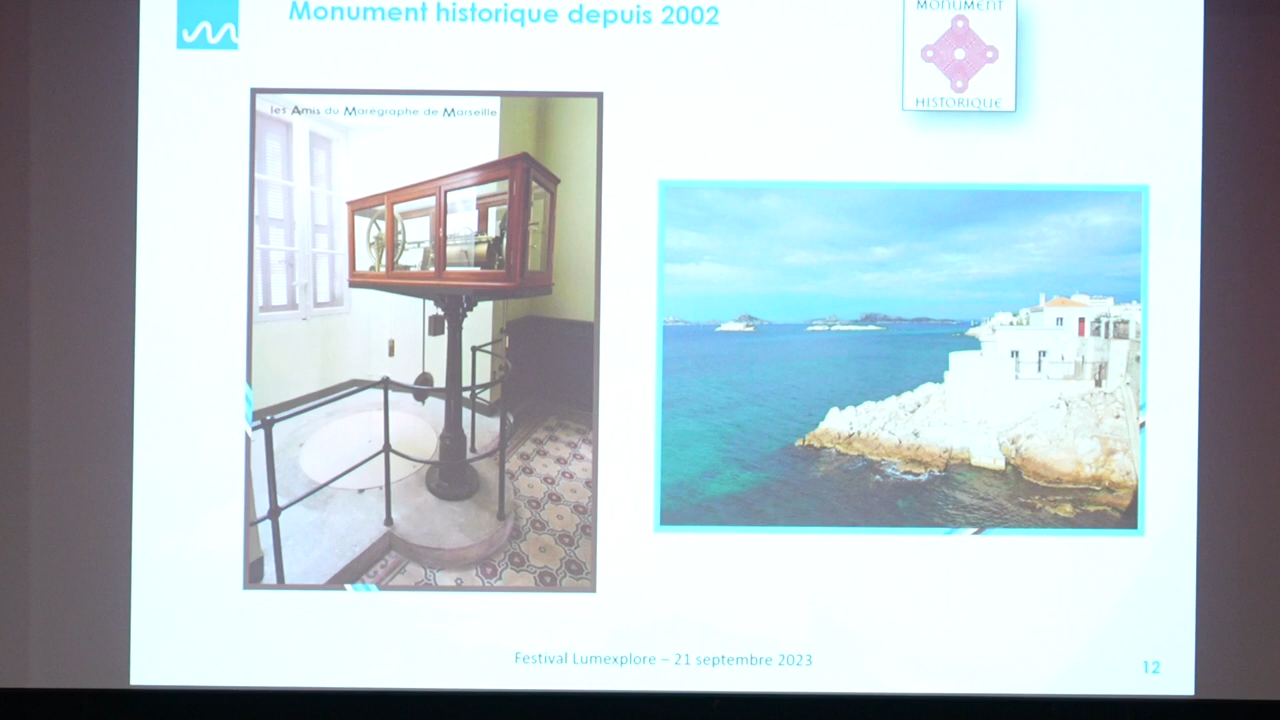 Monument historique depuis 2002
MONUMENT
HISTORIQUE
les Amis du Marégraphe de Marseille
Festival Lumexplore – 21 septembre 2023
12